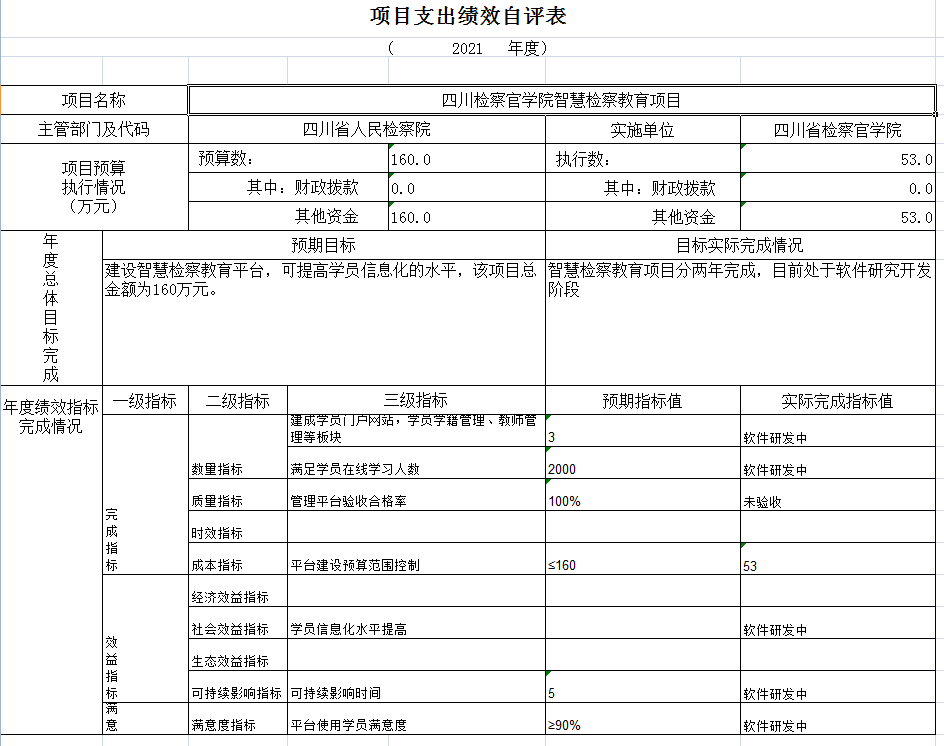 项目支出绩效自评表
（ 2021 年度）
项目名称 四川检察官学院智慧检察教育项目
主管部门及代码 四川省人民检察院 实施单位 四川省检察官学院
项目预算
执行情况
（万元）
预算数： 160.0 执行数： 53.0
其中：财政拨款 0.0 其中：财政拨款 0.0
其他资金 160.0 其他资金 53.0
年
度
总
体
目
标
完
成
预期目标 目标实际完成情况
建设智慧检察教育平台，可提高学员信息化的水平，该项目总
金额为160万元。
智慧检察教育项目分两年完成，目前处于软件研究开发
阶段
年度绩效指标
完成情况
一级指标 二级指标 三级指标 预期指标值 实际完成指标值
完
成
指
标
建成学员门户网站，学员学籍管理、教师管
理等板块 3 软件研发中
数量指标 满足学员在线学习人数 2000 软件研发中
质量指标 管理平台验收合格率 100% 未验收
时效指标
成本指标 平台建设预算范围控制 ≤160 53
效
益
指
标
经济效益指标
社会效益指标 学员信息化水平提高 软件研发中
生态效益指标
可持续影响指标 可持续影响时间 5 软件研发中
满
意
满意度指标 平台使用学员满意度 ≥90% 软件研发中